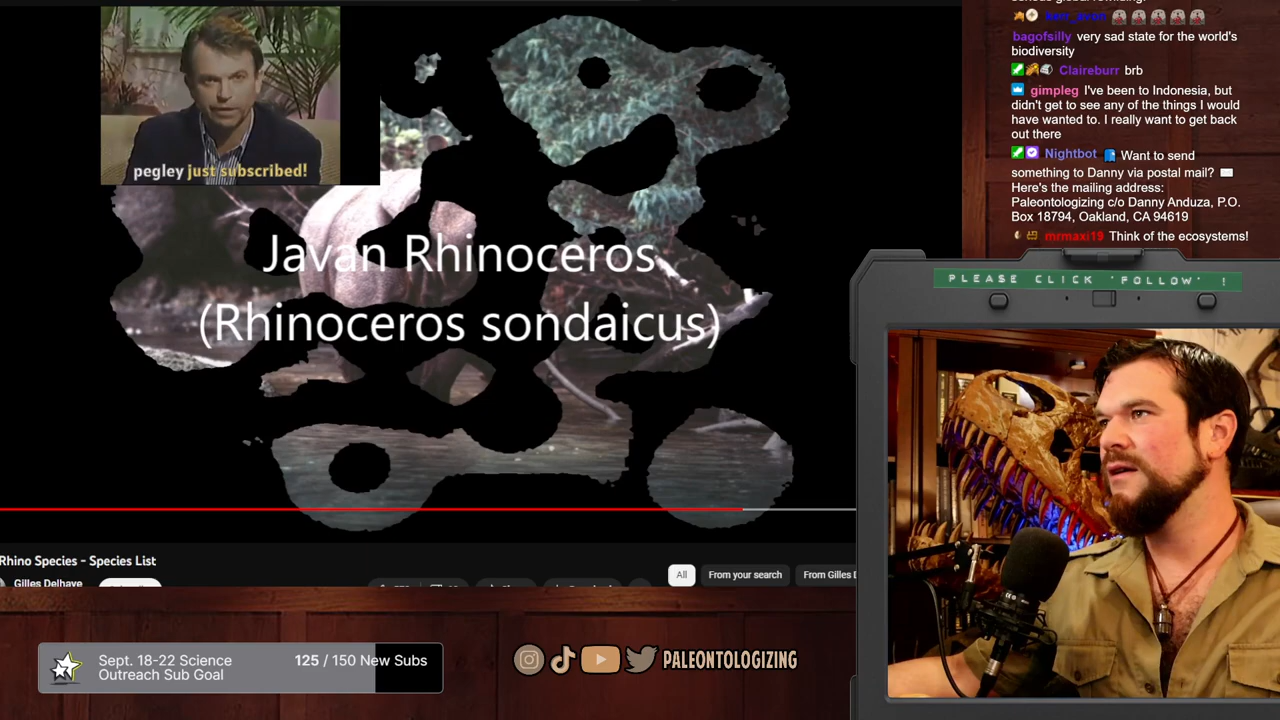 pegley just subscribed!
Javan Rhinoceros
(Rhinoceros sondaicus)
Rhino Species - Species List
Gilles Delhaye
All
From your search
From Gilles D
Sept. 18-22 Science
Outreach Sub Goal
125 / 150 New Subs
PALEONTOLOGIZING
bagofsilly very sad state for the world's
biodiversity
Claireburr brb
gimpleg I've been to Indonesia, but
didn't get to see any of the things I would
have wanted to. I really want to get back
out there
Nightbot Want to send
something to Danny via postal mail?
Here's the mailing address:
Paleontologizing c/o Danny Anduza, P.O.
Box 18794, Oakland, CA 94619
mrmaxi19 Think of the ecosystems!
PLEASE CLICK 'FOLLOW' !